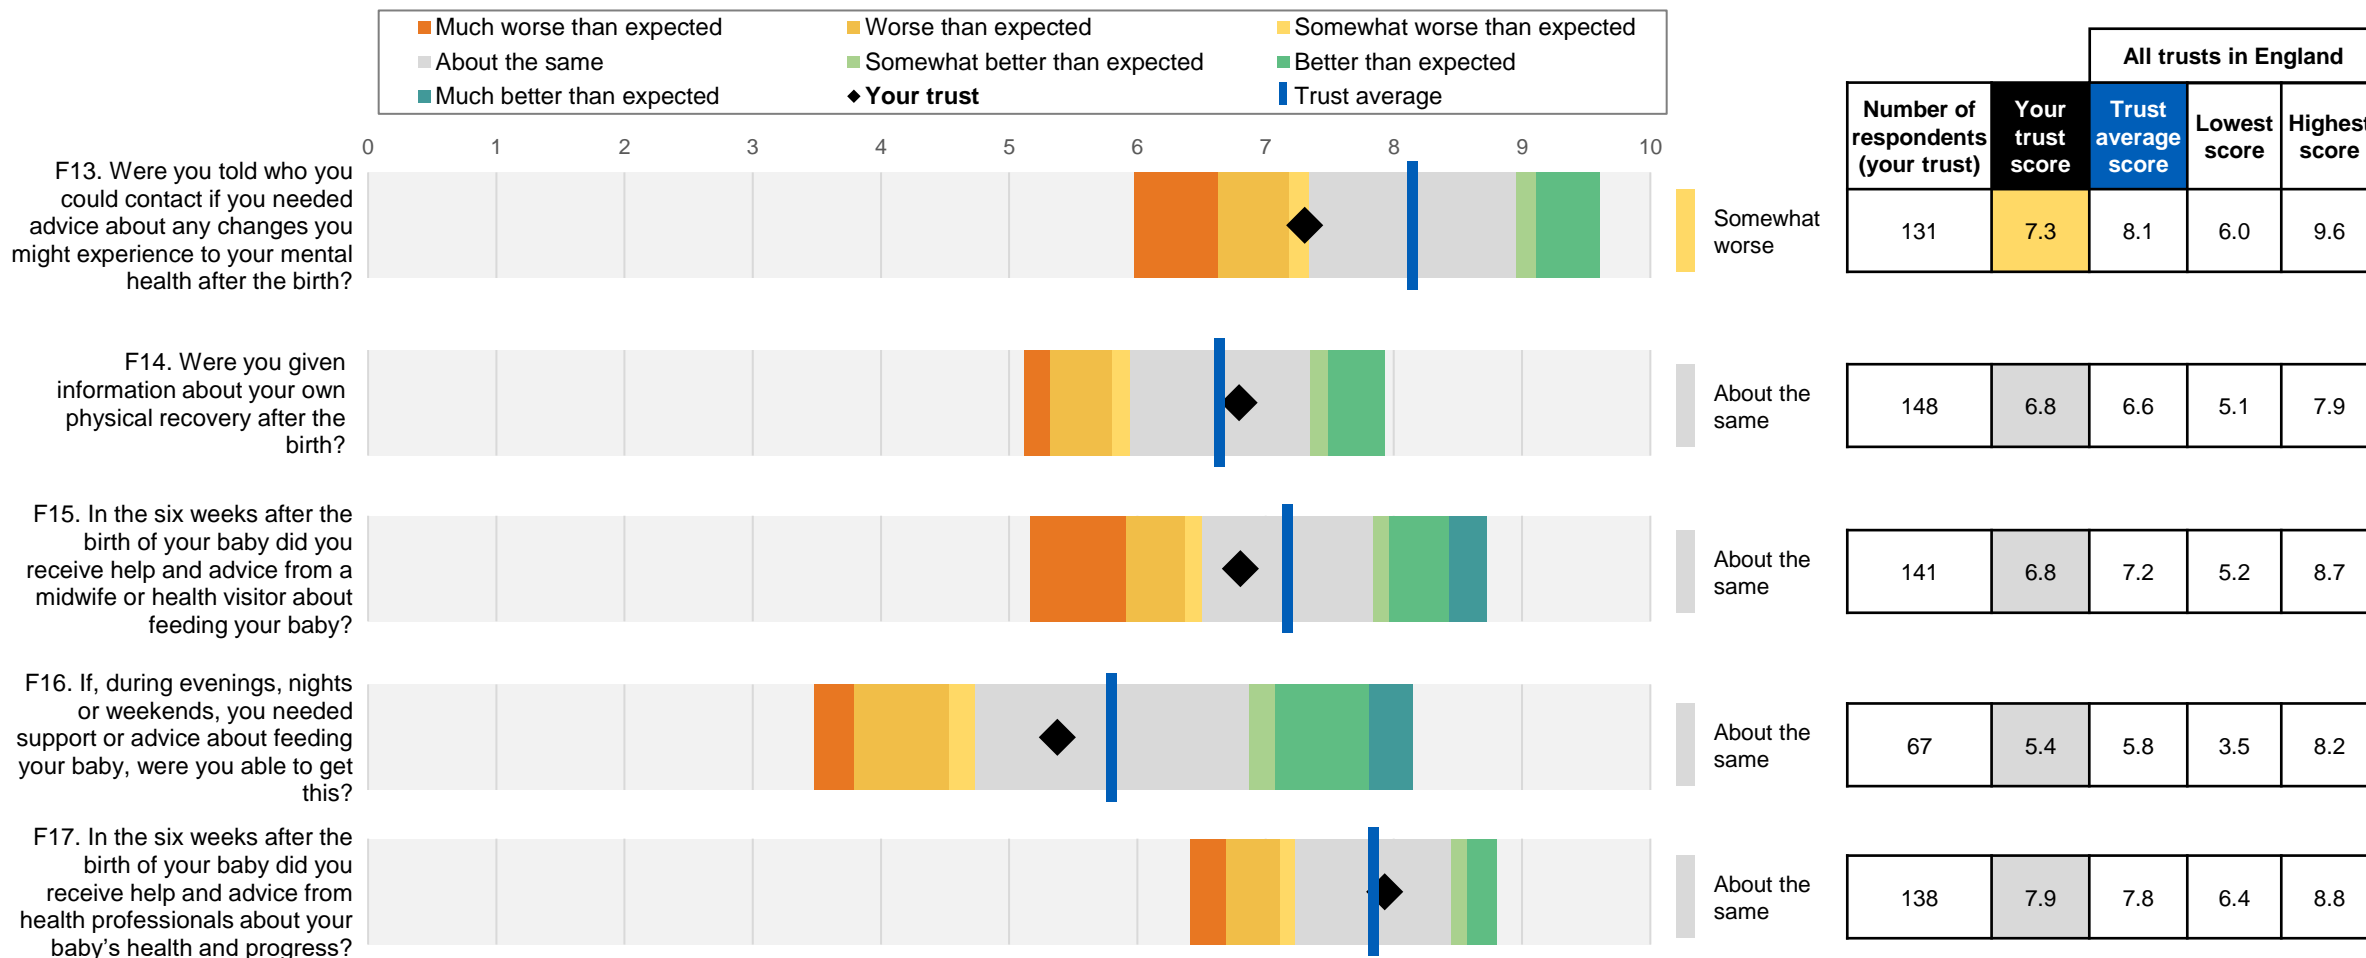 Much worse than expected
Worse than expected
Somewhat worse than expected
About the same
Somewhat better than expected
Better than expected
Much better than expected
Your trust
Trust average
All trusts in England
Number of
respondents
(your trust)
Your
trust
score
Trust
average
score
Lowest
score
Highest
score
0 1 2 3 4 5 6 7 8 9 10
F13. Were you told who you
could contact if you needed
advice about any changes you
might experience to your mental
health after the birth?
Somewhat
worse
131 7.3 8.1 6.0 9.6
F14. Were you given
information about your own
physical recovery after the
birth?
About the
same
148 6.8 6.6 5.1 7.9
F15. In the six weeks after the
birth of your baby did you
receive help and advice from a
midwife or health visitor about
feeding your baby?
About the
same
141 6.8 7.2 5.2 8.7
F16. If, during evenings, nights
or weekends, you needed
support or advice about feeding
your baby, were you able to get
this?
About the
same
67 5.4 5.8 3.5 8.2
F17. In the six weeks after the
birth of your baby did you
receive help and advice from
health professionals about your
baby's health and progress?
About the
same
138 7.9 7.8 6.4 8.8